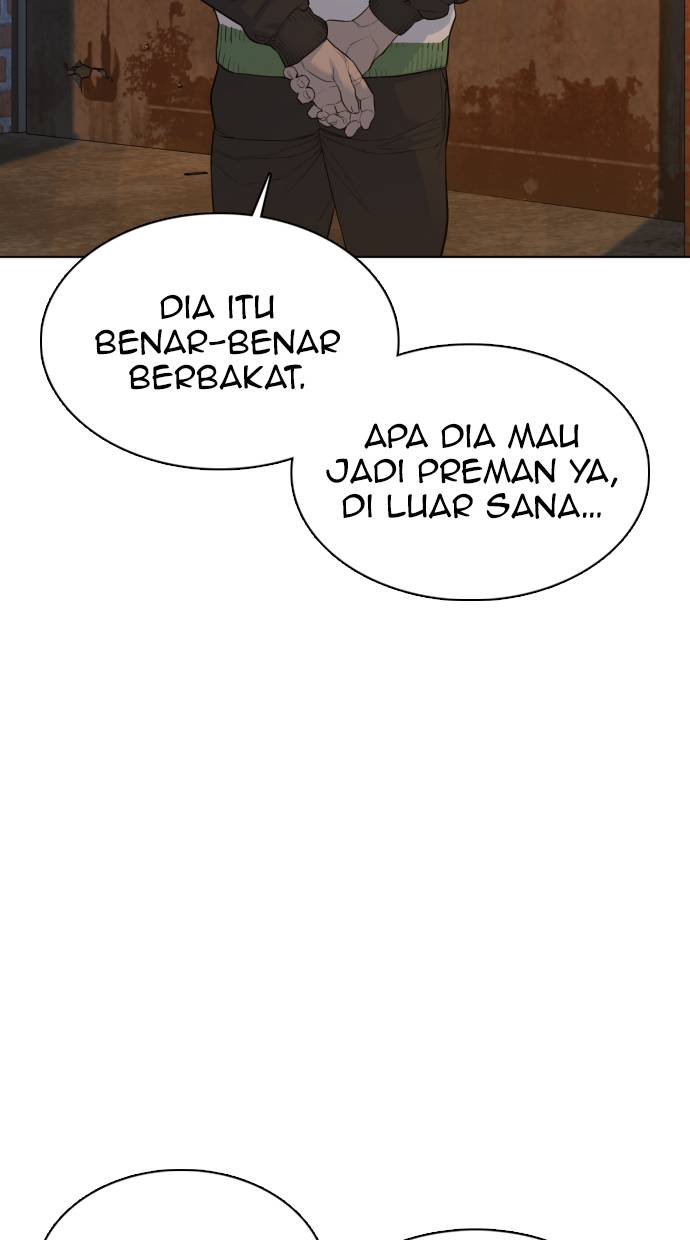 DIA ITU
BENAR-BENAR
BERBAKAT.
APA DIA MAU
JADI PREMAN YA,
DI LUAR SANA...